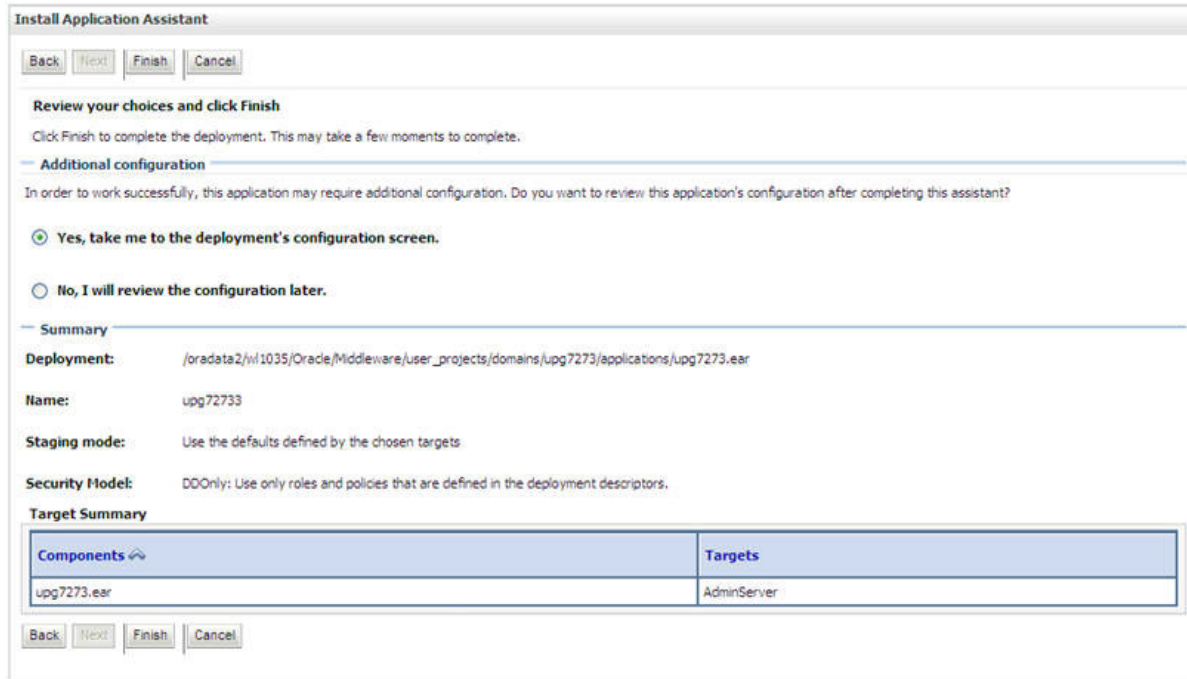 Install Application Assistant
Back Next Finish Cancel
Review your choices and click Finish
Click Finish to complete the deployment. This may take a few moments to complete.
Additional configuration
In order to work successfully, this application may require additional configuration. Do you want to review this application's configuration after completing this assistant?
Yes, take me to the deployment's configuration screen.
No, I will review the configuration later.
Summary
Deployment: /oradata2/wl1035/Oracle/Middleware/user_projects/domains/upg7273/applications/upg7273.ear
Name: upg72733
Staging mode: Use the defaults defined by the chosen targets
Security Model: DDOnly: Use only roles and policies that are defined in the deployment descriptors.
Target Summary
Components Targets
upg7273.ear AdminServer
Back Next Finish Cancel